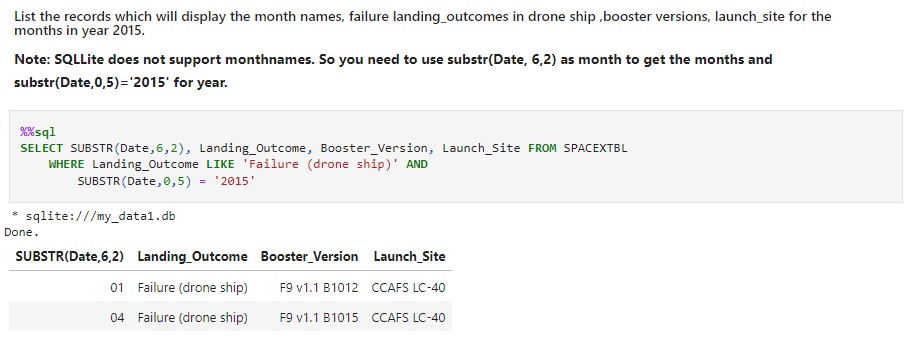 List the records which will display the month names, failure landing_outcomes in drone ship ,booster versions, launch_site for the
months in year 2015.
Note: SQLLite does not support monthnames. So you need to use substr(Date, 6,2) as month to get the months and
substr(Date,0,5)='2015' for year.
%%sql
SELECT SUBSTR(Date,6,2), Landing_Outcome, Booster_Version, Launch_Site FROM SPACEXTBL
WHERE Landing_Outcome LIKE 'Failure (drone ship)' AND
SUBSTR(Date,0,5) = '2015'
* sqlite:///my_data1.db
Done.
SUBSTR(Date,6,2) Landing_Outcome Booster_Version Launch_Site
01 Failure (drone ship) F9 v1.1 B1012 CCAFS LC-40
04 Failure (drone ship) F9 v1.1 B1015 CCAFS LC-40